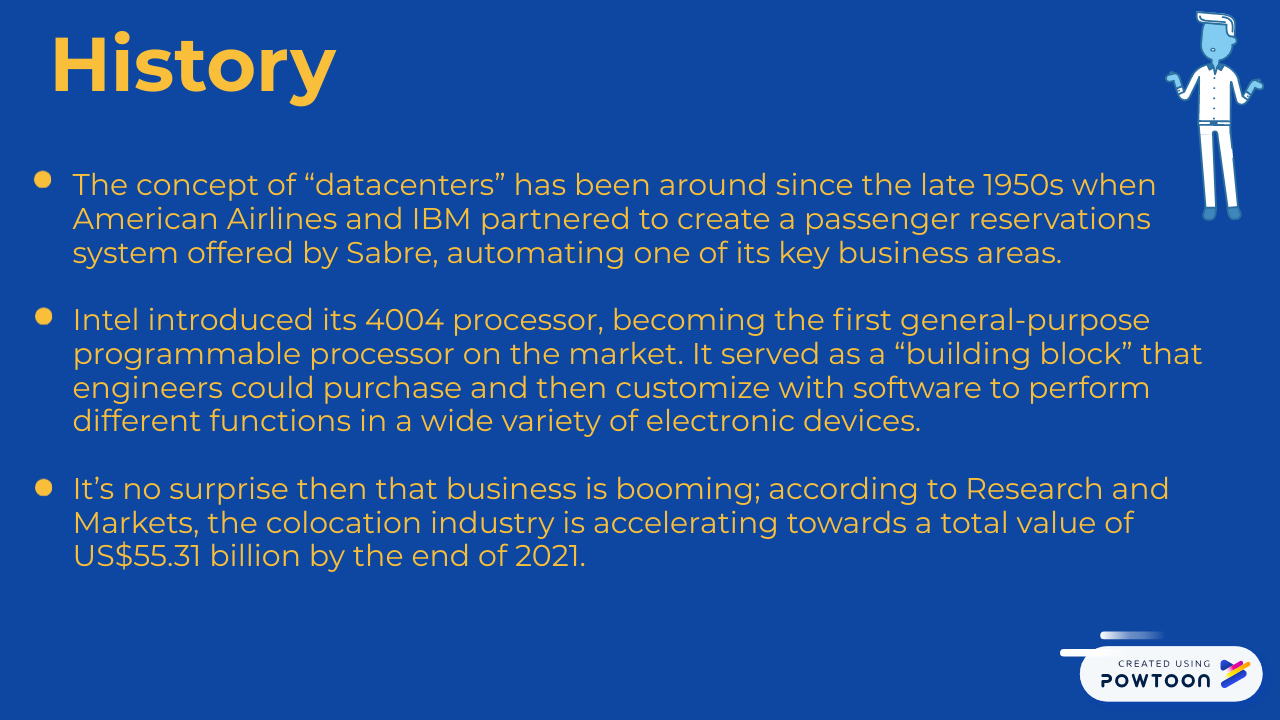 History
The concept of “datacenters” has been around since the late 1950s when
American Airlines and IBM partnered to create a passenger reservations
system offered by Sabre, automating one of its key business areas.
Intel introduced its 4004 processor, becoming the first general-purpose
programmable processor on the market. It served as a “building block” that
engineers could purchase and then customize with software to perform
different functions in a wide variety of electronic devices.
It’s no surprise then that business is booming; according to Research and
Markets, the colocation industry is accelerating towards a total value of
US$55.31 billion by the end of 2021.
CREATED USING
POWTOON